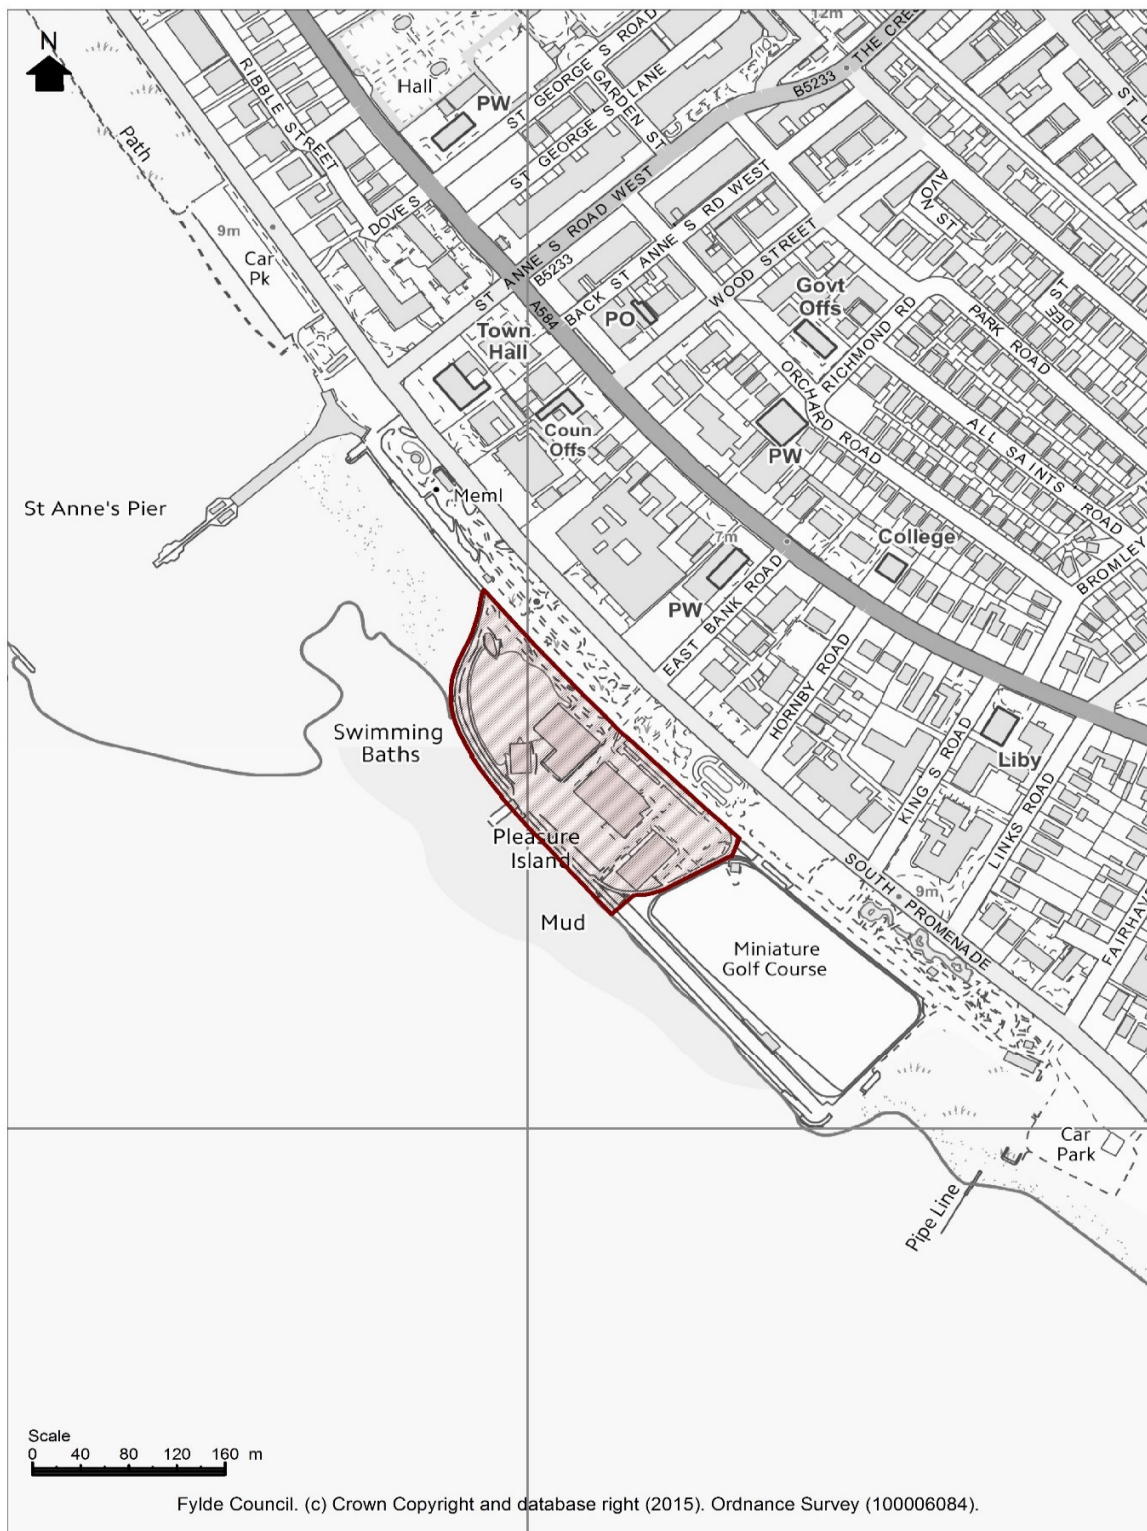 N
12m
THE CRES
B5233
ST GEORGE S ROAD
GARDEN ST
ST GEORGE S LANE
Hall
PW
RIBBLE STREET
Path
ST ANNE S ROAD WEST
BACK ST ANNE S RD WEST
AVON ST
ST
DOVE S
9m
Car
Pk
B5233
A584
WOOD STREET
Govt
Offs
DEE ST
PARK ROAD
RICHMOND RD
PO
Town
Hall
ORCHARD ROAD
ALL SAINTS ROAD
Coun
Offs
PW
St Anne's Pier
Meml
7m
College
BROMLEY
PW
EAST BANK ROAD
HORNBY ROAD
KING S ROAD
Liby
LINKS ROAD
Swimming
Baths
Pleasure
Island
Mud
SOUTH PROMENADE
9m
FAIRHA
Miniature
Golf Course
Car
Park
Pipe Line
Scale
0 40 80 120 160 m
Fylde Council. (c) Crown Copyright and database right (2015). Ordnance Survey (100006084).